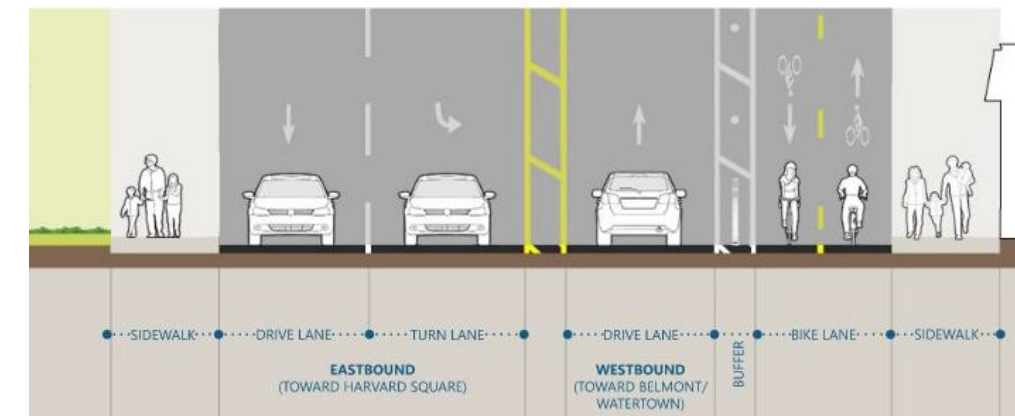 SIDEWALK
DRIVE LANE
TURN LANE
DRIVE LANE
BUFFER
BIKE LANE
SIDEWALK
EASTBOUND
(TOWARD HARVARD SQUARE)
WESTBOUND
(TOWARD BELMONT/
WATERTOWN)